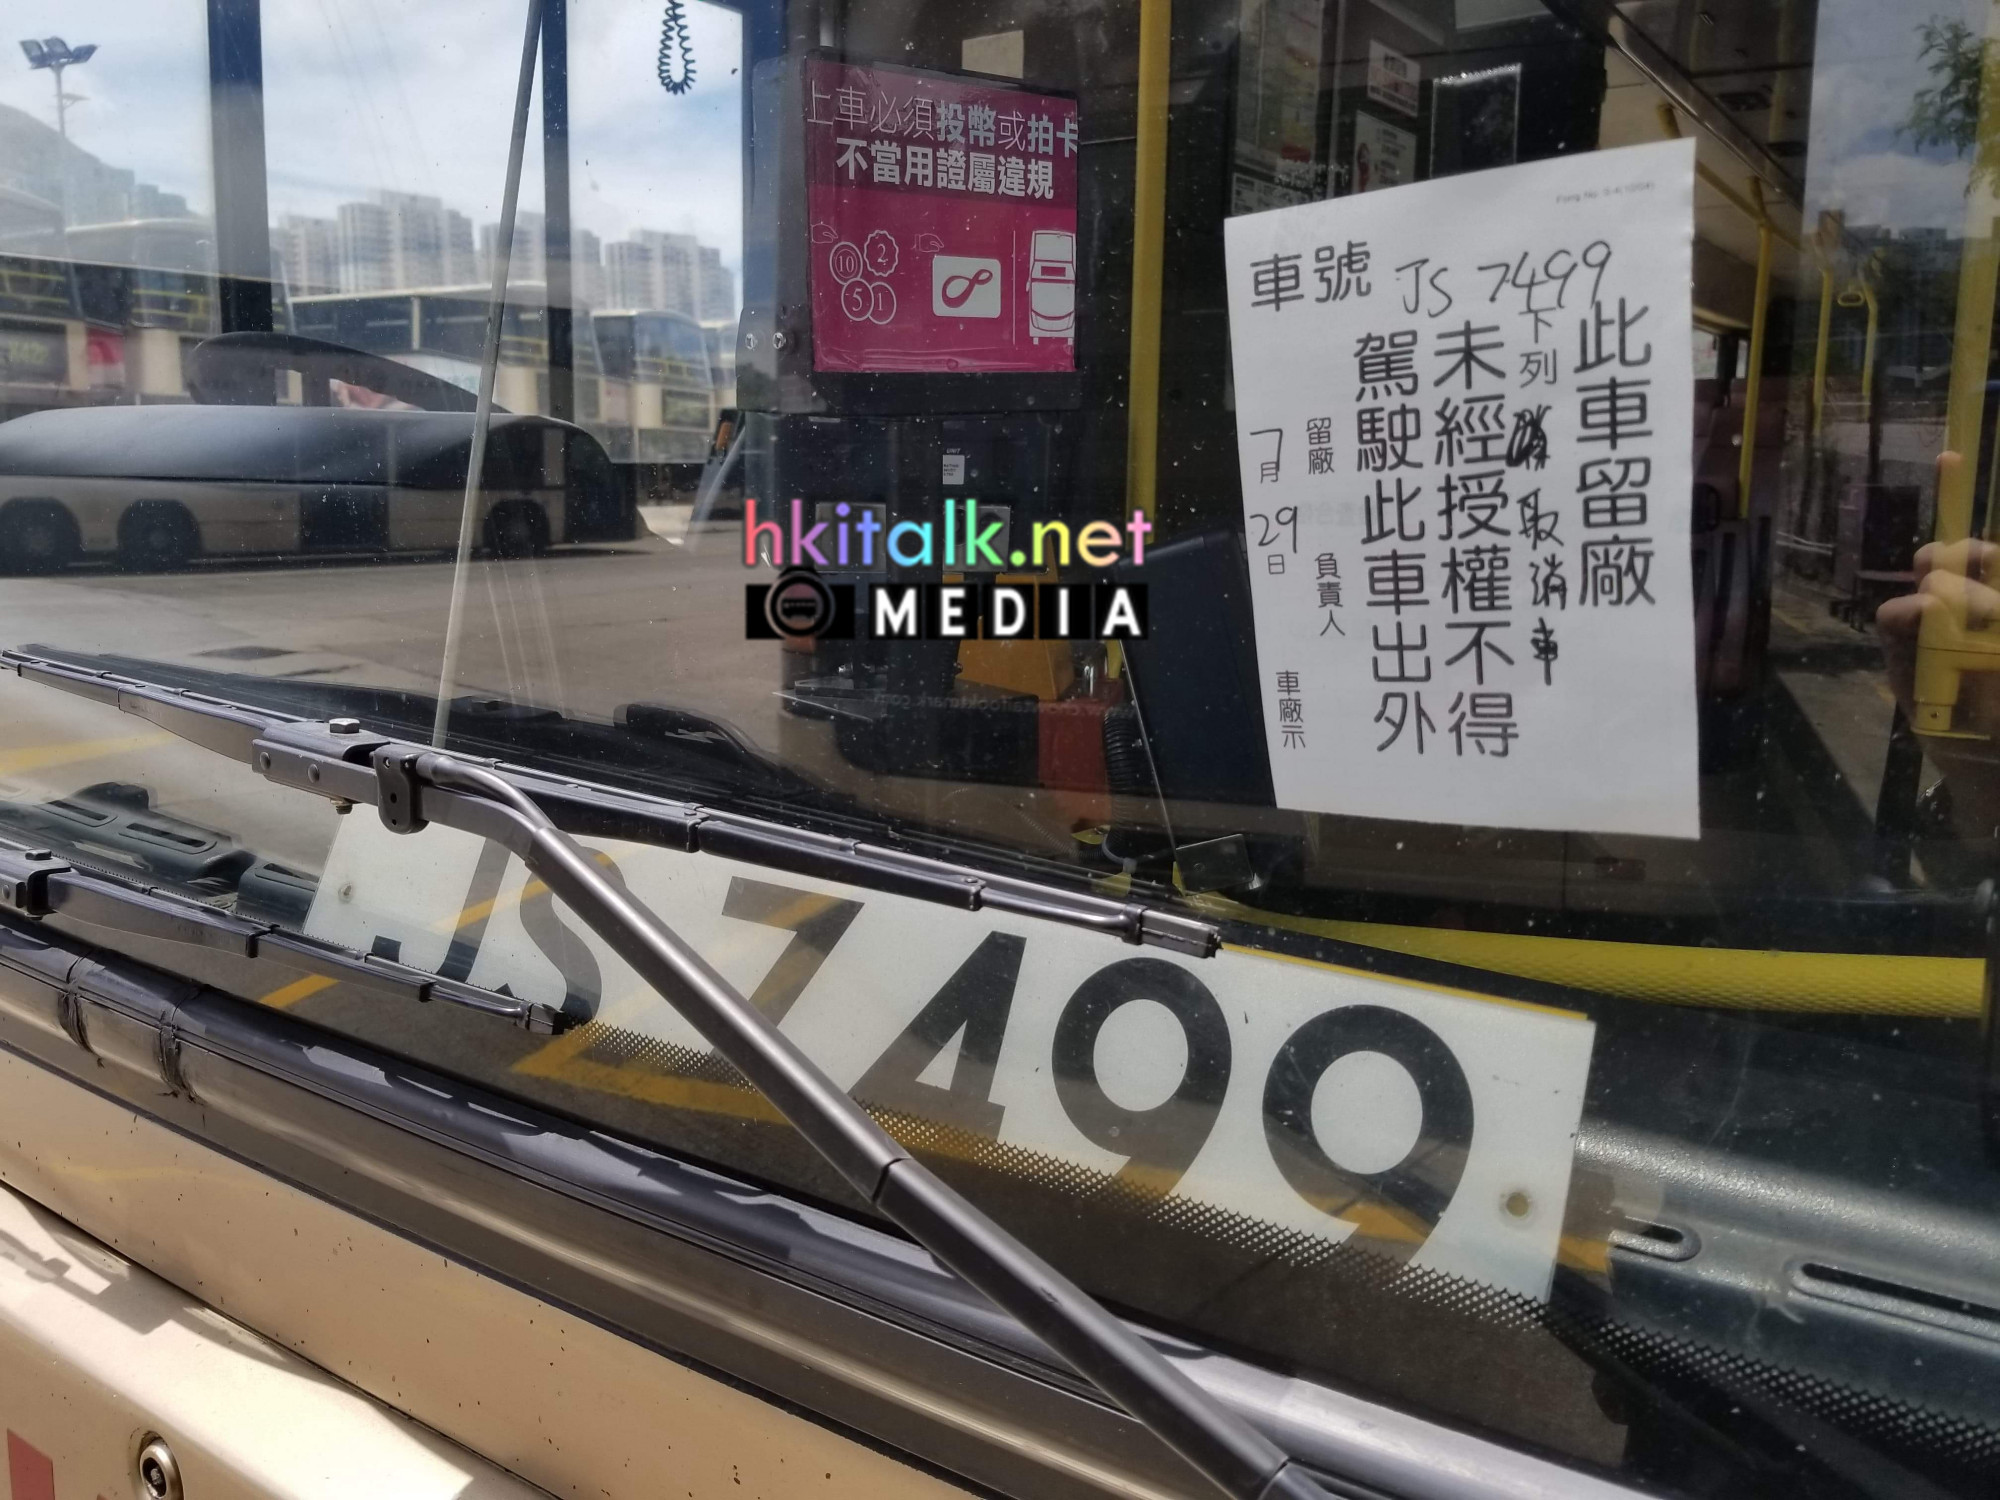 上車必須投幣或拍卡
不當用證屬違規
10
2
5
1
車號 JS 7499
此車留廠
下列
取消車
未經授權不得
駕駛此車出外
留廠 負責人
7月29日
車廠示
hkitalk.net
MEDIA
JS 7499